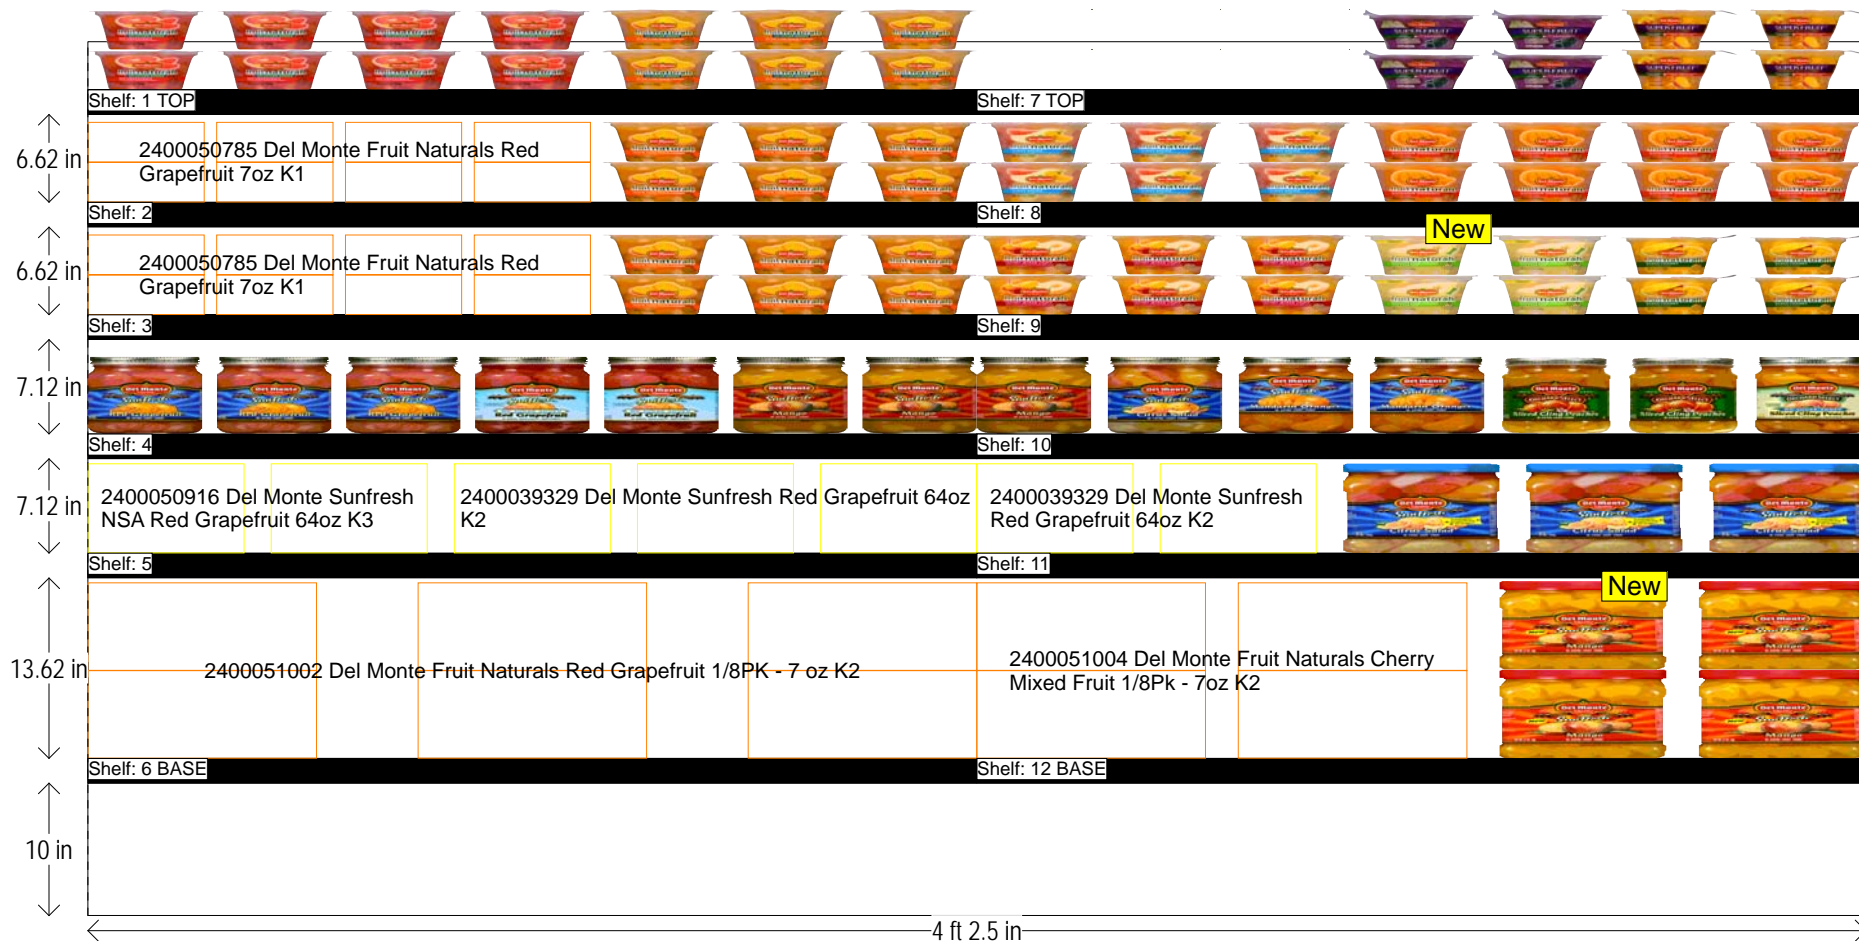 Shelf: 1 TOP
Shelf: 7 TOP
6.62 in
2400050785 Del Monte Fruit Naturals Red
Grapefruit 7oz K1
Shelf: 2
Shelf: 8
New
6.62 in
2400050785 Del Monte Fruit Naturals Red
Grapefruit 7oz K1
Shelf: 3
Shelf: 9
7.12 in
Shelf: 4
Shelf: 10
7.12 in
2400050916 Del Monte Sunfresh
NSA Red Grapefruit 64oz K3
2400039329 Del Monte Sunfresh Red Grapefruit 64oz
K2
2400039329 Del Monte Sunfresh
Red Grapefruit 64oz K2
Shelf: 5
Shelf: 11
New
13.62 in
2400051002 Del Monte Fruit Naturals Red Grapefruit 1/8PK - 7 oz K2
2400051004 Del Monte Fruit Naturals Cherry
Mixed Fruit 1/8Pk - 7oz K2
Shelf: 6 BASE
Shelf: 12 BASE
10 in
4 ft 2.5 in